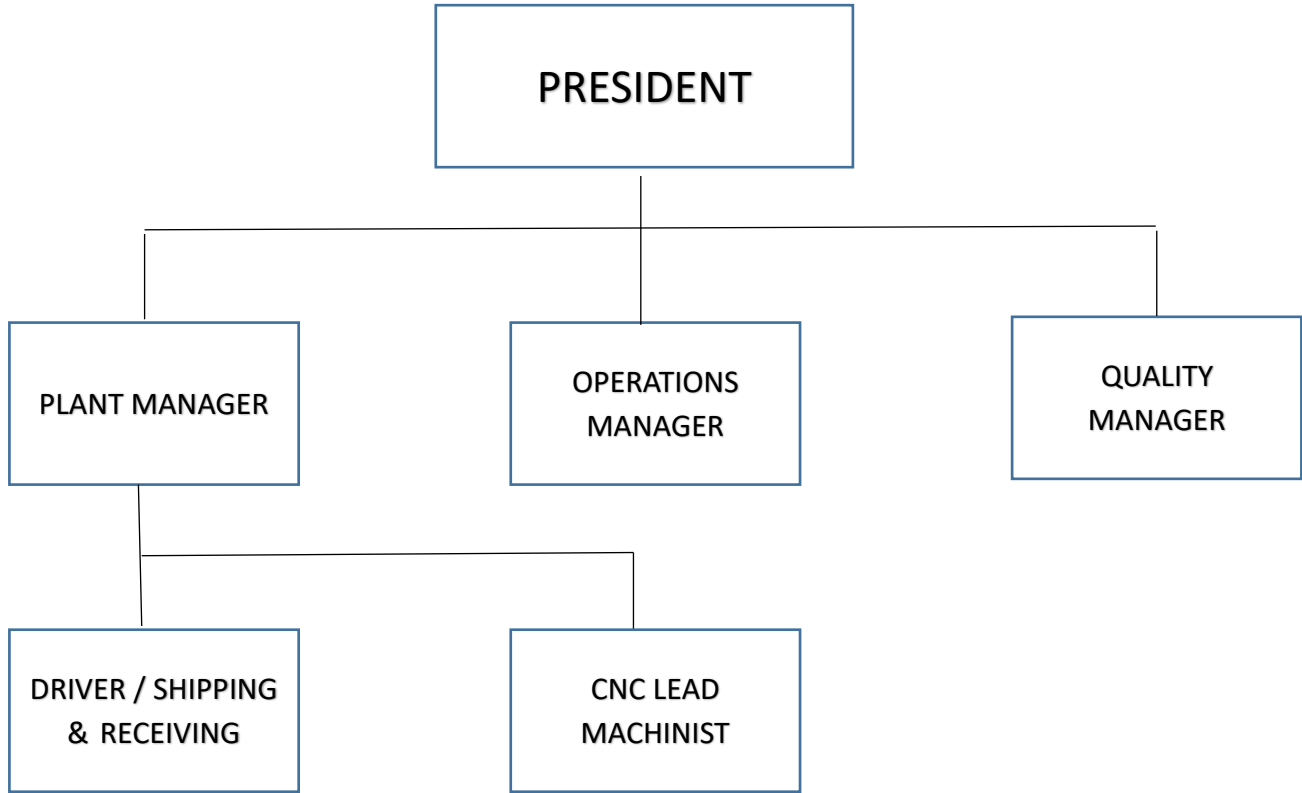 PRESIDENT
PLANT MANAGER
OPERATIONS
MANAGER
QUALITY
MANAGER
DRIVER / SHIPPING
& RECEIVING
CNC LEAD
MACHINIST